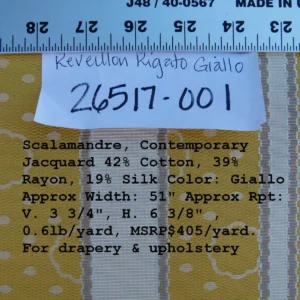 J48 / 40-0567 MADE IN U
28 27 26 25 24 23 22
Reveillon Rigato Giallo
26517-001
Scalamandre, Contemporary
Jacquard 42% Cotton, 39%
Rayon, 19% Silk Color: Giallo
Approx Width: 51" Approx Rpt:
V. 3 3/4", H. 6 3/8" ,
0.6lb/yard, MSRP$405/yard.
For drapery & upholstery